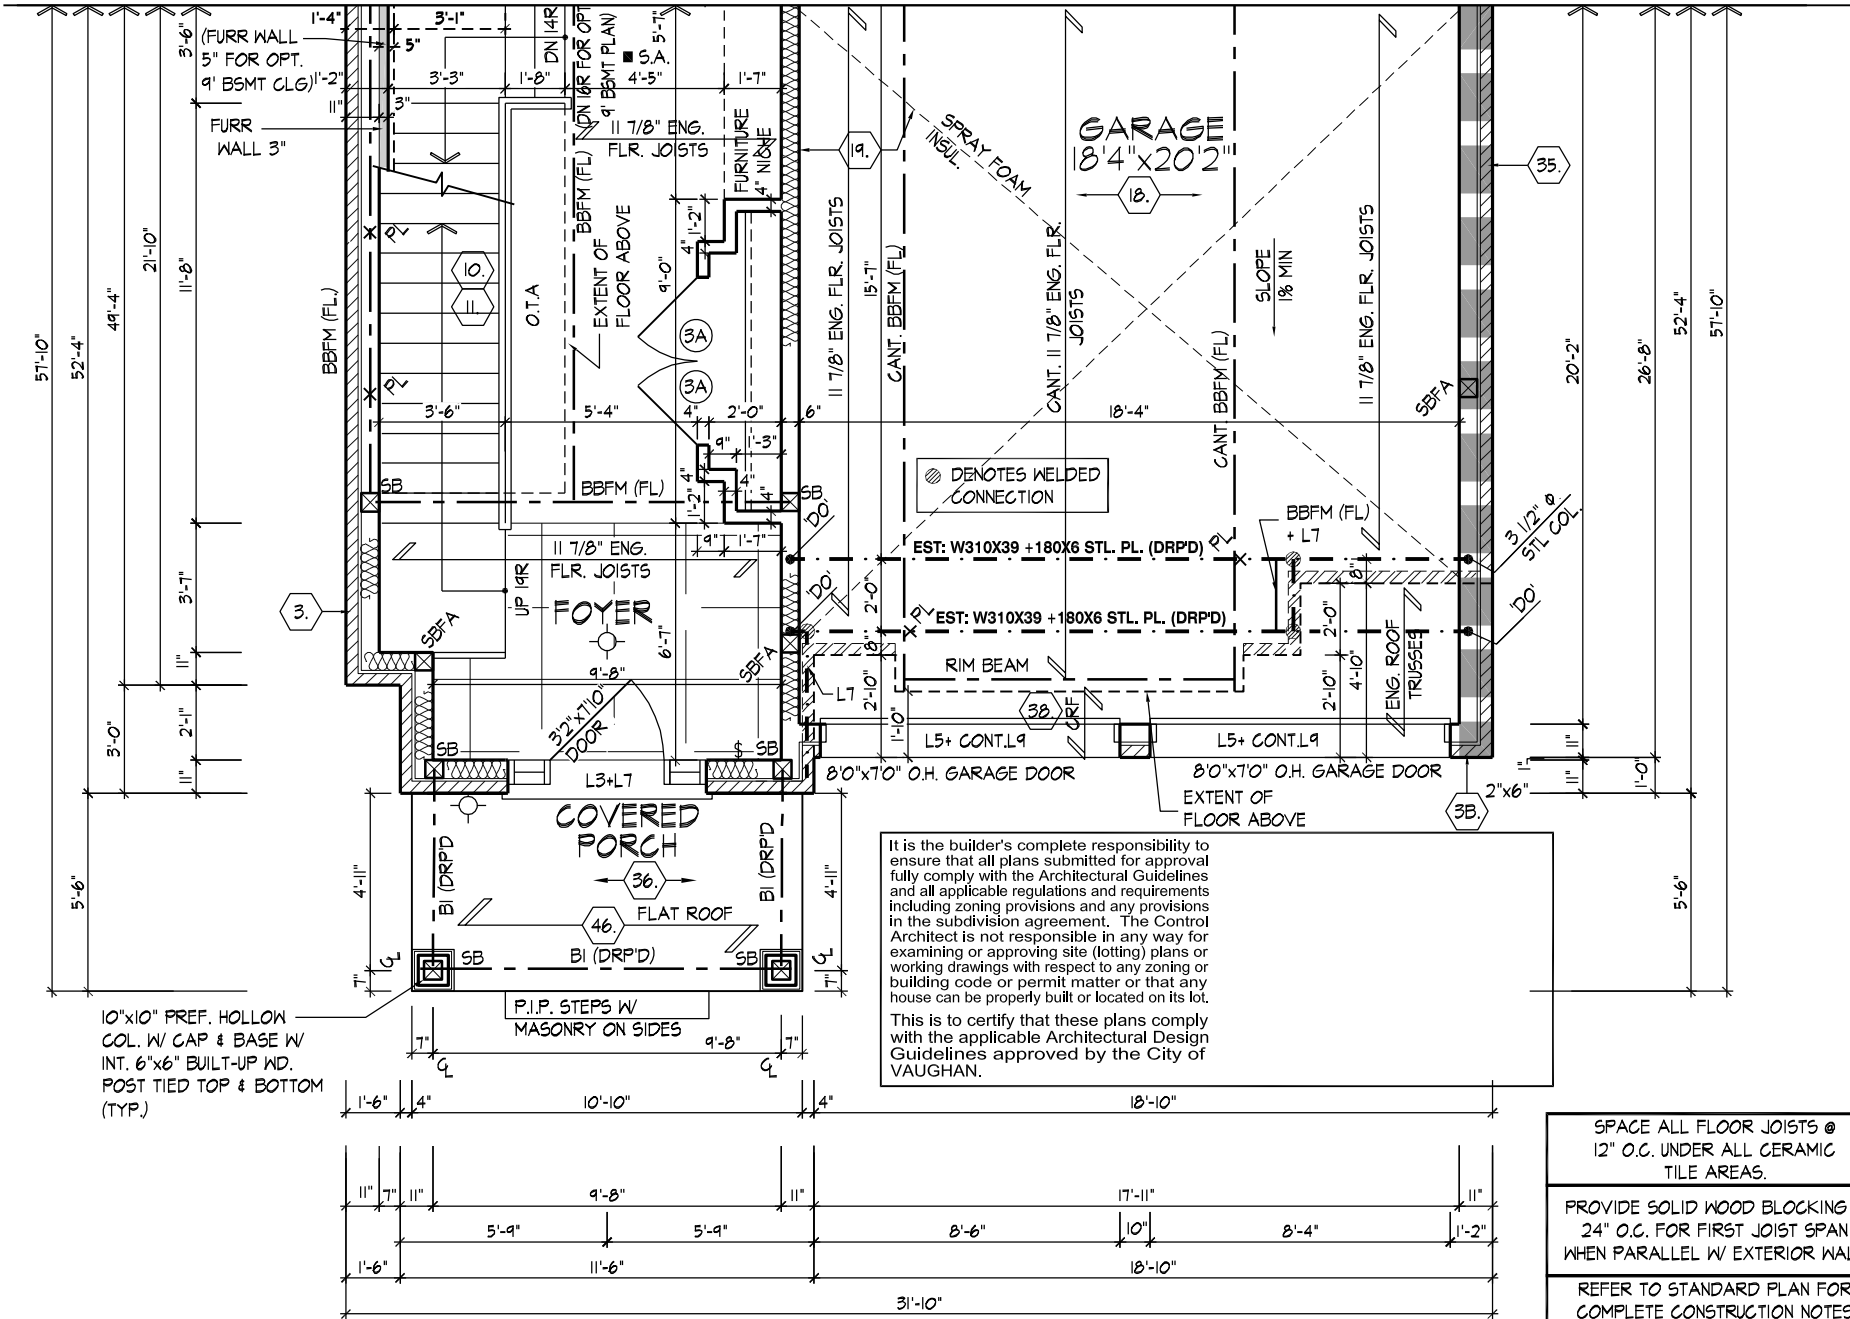 1'-4"
3'-1"
3'-6"
(FURR WALL
5" FOR OPT.
9' BSMT CLG)
5"
1'-2"
3'-3"
1'-8"
DN 14R
(DN 16R FOR OPT
9' BSMT PLAN)
S.A.
5'-7"
4'-5"
1'-7"
11"
3"
FURR
WALL 3"
11 7/8" ENG.
FLR. JOISTS
FURNITURE
NICHE
4"
19.
SPRAY FOAM
INSUL.
GARAGE
18'4"x20'2"
18.
35.
57'-10"
52'-4"
49'-4"
21'-10"
11'-8"
BBFM (FL.)
PL
10.
11.
O.T.A
BBFM (FL)
EXTENT OF
FLOOR ABOVE
9'-0"
1'-2"
4"
3A
3A
11 7/8" ENG. FLR. JOISTS
15'-7"
CANT. BBFM (FL)
CANT. 11 7/8" ENG. FLR.
JOISTS
CANT. BBFM (FL)
SLOPE
1% MIN
11 7/8" ENG. FLR. JOISTS
SBFA
20'-2"
26'-8"
52'-4"
57'-10"
PL
3'-6"
5'-4"
4"
2'-0"
6"
18'-4"
9"
1'-3"
4"
4"
4"
1'-2"
9"
1'-7"
SB
BBFM (FL)
SB
'DO'
DENOTES WELDED
CONNECTION
BBFM (FL)
+ L7
3 1/2" Ø
STL COL.
11 7/8" ENG.
FLR. JOISTS
EST: W310X39 +180X6 STL. PL. (DRP'D)
PL
8"
3'-7"
3.
UP 19R
FOYER
6'-7"
'DO'
2'-0"
PL
EST: W310X39 +180X6 STL. PL. (DRP'D)
2'-0"
'DO'
SBFA
SBFA
8"
RIM BEAM
ENG. ROOF
TRUSSES
11"
9'-8"
L7
2'-10"
1'-10"
38.
CRF
2'-10"
4'-10"
3'-0"
2'-1"
11"
3'2"x7'10"
DOOR
SB
$
SB
L3+L7
L5+ CONT.L9
L5+ CONT.L9
8'0"x7'0" O.H. GARAGE DOOR
8'0"x7'0" O.H. GARAGE DOOR
11"
1"
11"
1'-0"
2"x6"
3B.
EXTENT OF
FLOOR ABOVE
COVERED
PORCH
36.
4'-11"
B1 (DRP'D
B1 (DRP'D
4'-11"
5'-6"
5'-6"
46.
FLAT ROOF
SB
B1 (DRP'D)
SB
7"
7"
It is the builder's complete responsibility to
ensure that all plans submitted for approval
fully comply with the Architectural Guidelines
and all applicable regulations and requirements
including zoning provisions and any provisions
in the subdivision agreement. The Control
Architect is not responsible in any way for
examining or approving site (lotting) plans or
working drawings with respect to any zoning or
building code or permit matter or that any
house can be properly built or located on its lot.
This is to certify that these plans comply
with the applicable Architectural Design
Guidelines approved by the City of
VAUGHAN.
10"x10" PREF. HOLLOW
COL. W/ CAP & BASE W/
INT. 6"x6" BUILT-UP WD.
POST TIED TOP & BOTTOM
(TYP.)
P.I.P. STEPS W/
MASONRY ON SIDES
7"
9'-8"
7"
1'-6"
4"
10'-10"
4"
18'-10"
11"
7"
11"
9'-8"
11"
17'-11"
11"
5'-9"
5'-9"
8'-6"
10"
8'-4"
1'-2"
1'-6"
11'-6"
18'-10"
31'-10"
SPACE ALL FLOOR JOISTS @
12" O.C. UNDER ALL CERAMIC
TILE AREAS.
PROVIDE SOLID WOOD BLOCKING
24" O.C. FOR FIRST JOIST SPAN
WHEN PARALLEL W/ EXTERIOR WAL
REFER TO STANDARD PLAN FOR
COMPLETE CONSTRUCTION NOTES